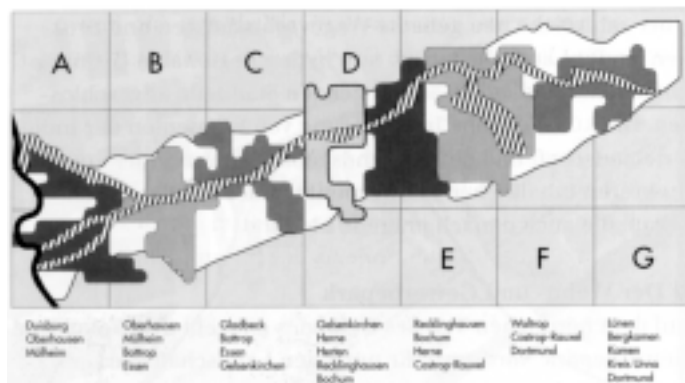 A B C D
E F G
Duisburg
Oberhausen
Mülheim
Oberhausen
Mülheim
Bottrop
Essen
Gladbeck
Bottrop
Essen
Gelsenkirchen
Gelsenkirchen
Herne
Herten
Recklinghausen
Bochum
Recklinghausen
Bochum
Herne
Castrop-Rauxel
Waltrop
Castrop-Rauxel
Dortmund
Lünen
Bergkamen
Kamen
Kreis Unna
Dortmund